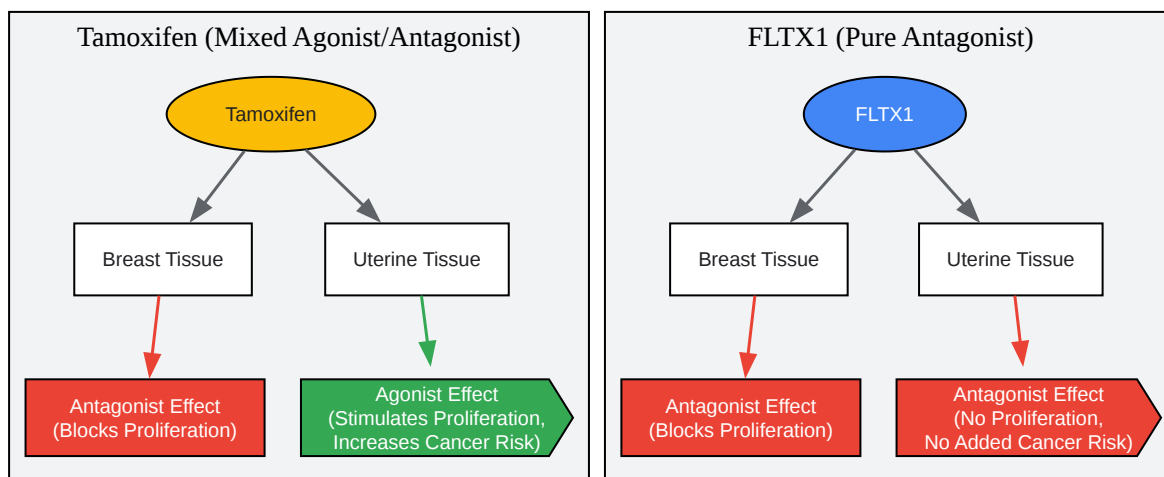 Tamoxifen (Mixed Agonist/Antagonist)
Tamoxifen
Breast Tissue
Uterine Tissue
Antagonist Effect
(Blocks Proliferation)
Agonist Effect
(Stimulates Proliferation,
Increases Cancer Risk)
FLTX1 (Pure Antagonist)
FLTX1
Breast Tissue
Uterine Tissue
Antagonist Effect
(Blocks Proliferation)
Antagonist Effect
(No Proliferation,
No Added Cancer Risk)